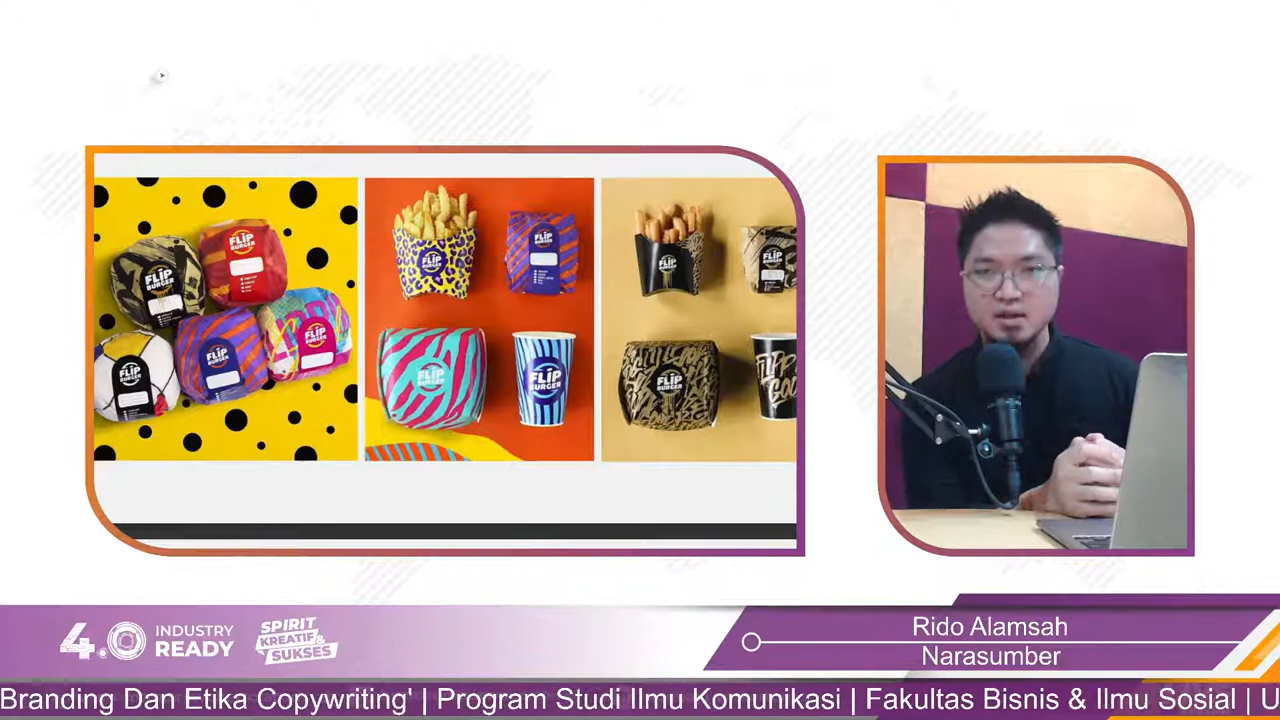 FLIP
BURGER
FLIP
BURGER
FLIP
BURGER
FLIP
BURGER
FLIP
BURGER
FLIP
BURGER
FLIP
BURGER
FLIP
BURGER
FLIP
BURGER
FLIP
BURGER
FLIP
BURGER
FLIP
BURGER
4.0 INDUSTRY
READY
SPIRIT
KREATIF &
SUKSES
Rido Alamsah
Narasumber
Branding Dan Etika Copywriting' | Program Studi Ilmu Komunikasi | Fakultas Bisnis & Ilmu Sosial | U